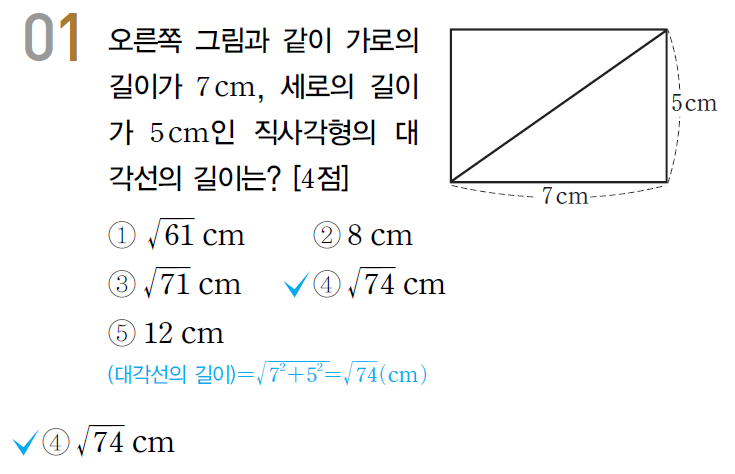 01
오른쪽 그림과 같이 가로의
길이가 7cm, 세로의 길이
가 5cm인 직사각형의 대
각선의 길이는? [4점]
5cm
7cm
① √61 cm ② 8 cm
③ √71 cm ✓④ √74 cm
⑤ 12 cm
(대각선의 길이)=√7²+5²=√74(cm)
✓④ √74 cm